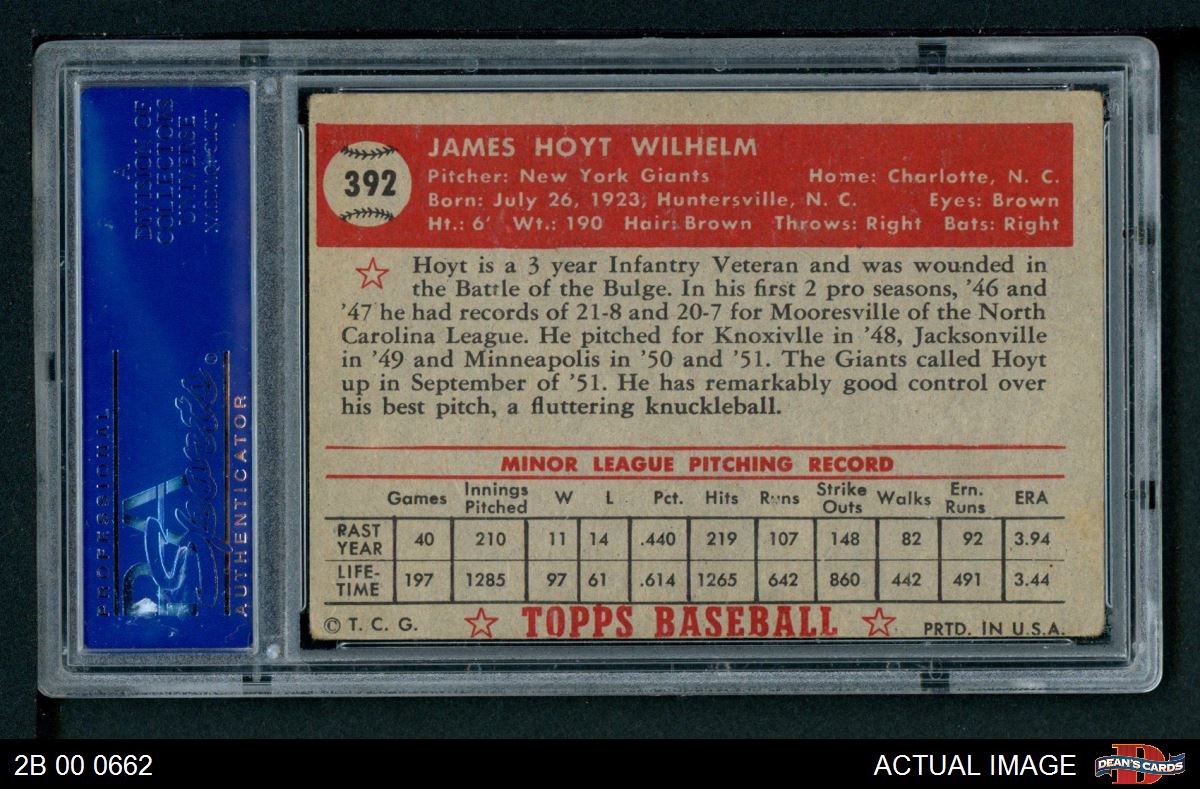 A
DIVISION OF
COLLECTORS
UNIVERSE
NASDAQ: CLCT
PROFESSIONAL
PSA
Sports
AUTHENTICATOR
392
JAMES HOYT WILHELM
Pitcher: New York Giants Home: Charlotte, N. C.
Born: July 26, 1923; Huntersville, N. C. Eyes: Brown
Ht.: 6' Wt.: 190 Hair: Brown Throws: Right Bats: Right
Hoyt is a 3 year Infantry Veteran and was wounded in
the Battle of the Bulge. In his first 2 pro seasons, '46 and
'47 he had records of 21-8 and 20-7 for Mooresville of the North
Carolina League. He pitched for Knoxivlle in '48, Jacksonville
in '49 and Minneapolis in '50 and '51. The Giants called Hoyt
up in September of '51. He has remarkably good control over
his best pitch, a fluttering knuckleball.
MINOR LEAGUE PITCHING RECORD
Games Innings Pitched W L Pct. Hits Runs Strike Outs Walks Ern. Runs ERA
PAST YEAR 40 210 11 14 .440 219 107 148 82 92 3.94
LIFE-TIME 197 1285 97 61 .614 1265 642 860 442 491 3.44
© T. C. G. ☆ TOPPS BASEBALL ☆ PRTD. IN U.S.A.
2B 00 0662
ACTUAL IMAGE
DEAN'S CARDS